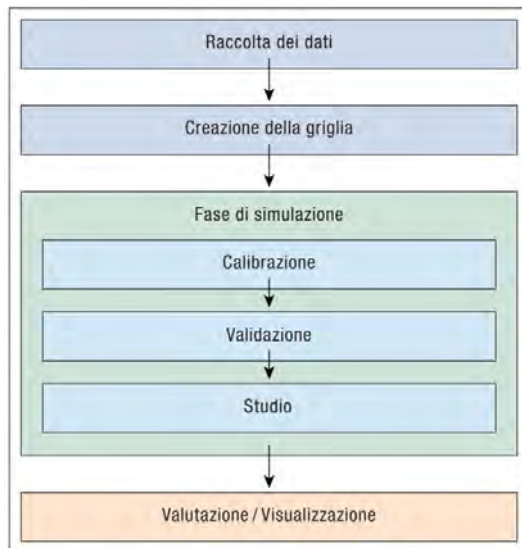 Raccolta dei dati
Creazione della griglia
Fase di simulazione
Calibrazione
Validazione
Studio
Valutazione / Visualizzazione